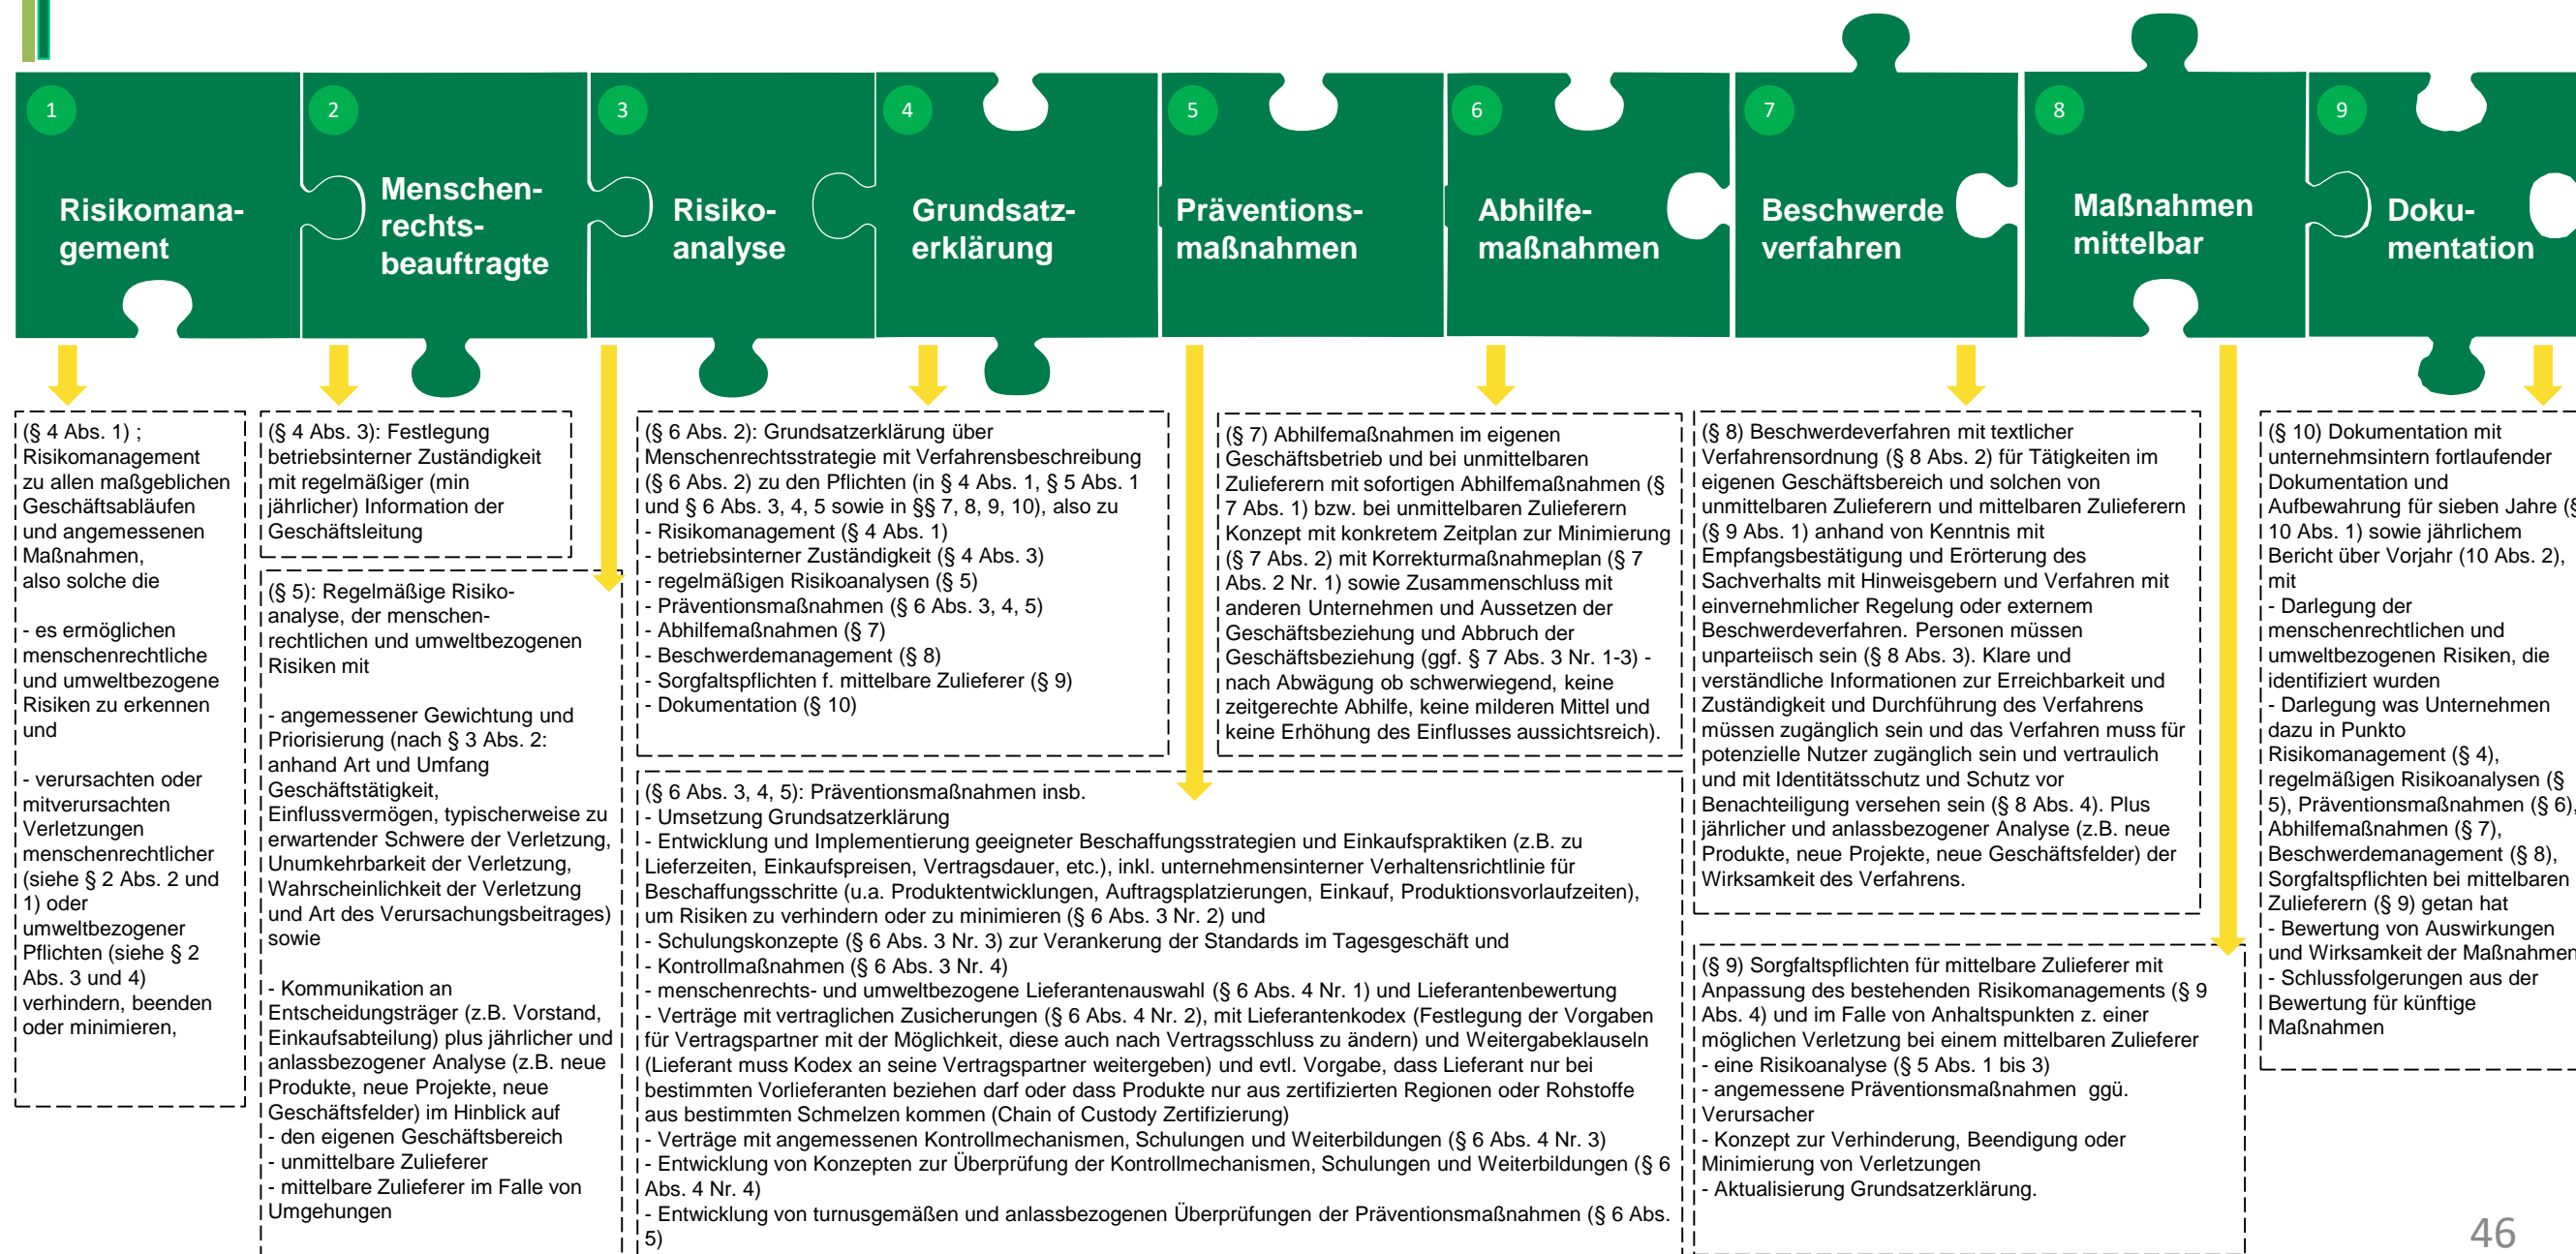 1
Risikomana-
gement
2
Menschen-
rechts-
beauftragte
3
Risiko-
analyse
4
Grundsatz-
erklärung
5
Präventions-
maßnahmen
6
Abhilfe-
maßnahmen
7
Beschwerde
verfahren
8
Maßnahmen
mittelbar
9
Doku-
mentation
(§ 4 Abs. 1) ;
Risikomanagement
zu allen maßgeblichen
Geschäftsabläufen
und angemessenen
Maßnahmen,
also solche die
- es ermöglichen
menschenrechtliche
und umweltbezogene
Risiken zu erkennen
und
- verursachten oder
mitverursachten
Verletzungen
menschenrechtlicher
(siehe § 2 Abs. 2 und
1) oder
umweltbezogener
Pflichten (siehe § 2
Abs. 3 und 4)
verhindern, beenden
oder minimieren,
(§ 4 Abs. 3): Festlegung
betriebsinterner Zuständigkeit
mit regelmäßiger (min
jährlicher) Information der
Geschäftsleitung
(§ 5): Regelmäßige Risiko-
analyse, der menschen-
rechtlichen und umweltbezogenen
Risiken mit
- angemessener Gewichtung und
Priorisierung (nach § 3 Abs. 2:
anhand Art und Umfang
Geschäftstätigkeit,
Einflussvermögen, typischerweise zu
erwartender Schwere der Verletzung,
Unumkehrbarkeit der Verletzung,
Wahrscheinlichkeit der Verletzung
und Art des Verursachungsbeitrages)
sowie
- Kommunikation an
Entscheidungsträger (z.B. Vorstand,
Einkaufsabteilung) plus jährlicher und
anlassbezogener Analyse (z.B. neue
Produkte, neue Projekte, neue
Geschäftsfelder) im Hinblick auf
- den eigenen Geschäftsbereich
- unmittelbare Zulieferer
- mittelbare Zulieferer im Falle von
Umgehungen
(§ 6 Abs. 2): Grundsatzerklärung über
Menschenrechtsstrategie mit Verfahrensbeschreibung
(§ 6 Abs. 2) zu den Pflichten (in § 4 Abs. 1, § 5 Abs. 1
und § 6 Abs. 3, 4, 5 sowie in §§ 7, 8, 9, 10), also zu
- Risikomanagement (§ 4 Abs. 1)
- betriebsinterner Zuständigkeit (§ 4 Abs. 3)
- regelmäßigen Risikoanalysen (§ 5)
- Präventionsmaßnahmen (§ 6 Abs. 3, 4, 5)
- Abhilfemaßnahmen (§ 7)
- Beschwerdemanagement (§ 8)
- Sorgfaltspflichten f. mittelbare Zulieferer (§ 9)
- Dokumentation (§ 10)
(§ 6 Abs. 3, 4, 5): Präventionsmaßnahmen insb.
- Umsetzung Grundsatzerklärung
- Entwicklung und Implementierung geeigneter Beschaffungsstrategien und Einkaufspraktiken (z.B. zu
Lieferzeiten, Einkaufspreisen, Vertragsdauer, etc.), inkl. unternehmensinterner Verhaltensrichtlinie für
Beschaffungsschritte (u.a. Produktentwicklungen, Auftragsplatzierungen, Einkauf, Produktionsvorlaufzeiten),
um Risiken zu verhindern oder zu minimieren (§ 6 Abs. 3 Nr. 2) und
- Schulungskonzepte (§ 6 Abs. 3 Nr. 3) zur Verankerung der Standards im Tagesgeschäft und
- Kontrollmaßnahmen (§ 6 Abs. 3 Nr. 4)
- menschenrechts- und umweltbezogene Lieferantenauswahl (§ 6 Abs. 4 Nr. 1) und Lieferantenbewertung
- Verträge mit vertraglichen Zusicherungen (§ 6 Abs. 4 Nr. 2), mit Lieferantenkodex (Festlegung der Vorgaben
für Vertragspartner mit der Möglichkeit, diese auch nach Vertragsschluss zu ändern) und Weitergabeklauseln
(Lieferant muss Kodex an seine Vertragspartner weitergeben) und evtl. Vorgabe, dass Lieferant nur bei
bestimmten Vorlieferanten beziehen darf oder dass Produkte nur aus zertifizierten Regionen oder Rohstoffe
aus bestimmten Schmelzen kommen (Chain of Custody Zertifizierung)
- Verträge mit angemessenen Kontrollmechanismen, Schulungen und Weiterbildungen (§ 6 Abs. 4 Nr. 3)
- Entwicklung von Konzepten zur Überprüfung der Kontrollmechanismen, Schulungen und Weiterbildungen (§ 6
Abs. 4 Nr. 4)
- Entwicklung von turnusgemäßen und anlassbezogenen Überprüfungen der Präventionsmaßnahmen (§ 6 Abs.
5)
(§ 7) Abhilfemaßnahmen im eigenen
Geschäftsbetrieb und bei unmittelbaren
Zulieferern mit sofortigen Abhilfemaßnahmen (§
7 Abs. 1) bzw. bei unmittelbaren Zulieferern
Konzept mit konkretem Zeitplan zur Minimierung
(§ 7 Abs. 2) mit Korrekturmaßnahmeplan (§ 7
Abs. 2 Nr. 1) sowie Zusammenschluss mit
anderen Unternehmen und Aussetzen der
Geschäftsbeziehung und Abbruch der
Geschäftsbeziehung (ggf. § 7 Abs. 3 Nr. 1-3) -
nach Abwägung ob schwerwiegend, keine
zeitgerechte Abhilfe, keine milderen Mittel und
keine Erhöhung des Einflusses aussichtsreich).
(§ 8) Beschwerdeverfahren mit textlicher
Verfahrensordnung (§ 8 Abs. 2) für Tätigkeiten im
eigenen Geschäftsbereich und solchen von
unmittelbaren Zulieferern und mittelbaren Zulieferern
(§ 9 Abs. 1) anhand von Kenntnis mit
Empfangsbestätigung und Erörterung des
Sachverhalts mit Hinweisgebern und Verfahren mit
einvernehmlicher Regelung oder externem
Beschwerdeverfahren. Personen müssen
unparteiisch sein (§ 8 Abs. 3). Klare und
verständliche Informationen zur Erreichbarkeit und
Zuständigkeit und Durchführung des Verfahrens
müssen zugänglich sein und das Verfahren muss für
potenzielle Nutzer zugänglich sein und vertraulich
und mit Identitätsschutz und Schutz vor
Benachteiligung versehen sein (§ 8 Abs. 4). Plus
jährlicher und anlassbezogener Analyse (z.B. neue
Produkte, neue Projekte, neue Geschäftsfelder) der
Wirksamkeit des Verfahrens.
(§ 9) Sorgfaltspflichten für mittelbare Zulieferer mit
Anpassung des bestehenden Risikomanagements (§ 9
Abs. 4) und im Falle von Anhaltspunkten z. einer
möglichen Verletzung bei einem mittelbaren Zulieferer
- eine Risikoanalyse (§ 5 Abs. 1 bis 3)
- angemessene Präventionsmaßnahmen ggü.
Verursacher
- Konzept zur Verhinderung, Beendigung oder
Minimierung von Verletzungen
- Aktualisierung Grundsatzerklärung.
(§ 10) Dokumentation mit
unternehmsintern fortlaufender
Dokumentation und
Aufbewahrung für sieben Jahre (§
10 Abs. 1) sowie jährlichem
Bericht über Vorjahr (10 Abs. 2),
mit
- Darlegung der
menschenrechtlichen und
umweltbezogenen Risiken, die
identifiziert wurden
- Darlegung was Unternehmen
dazu in Punkto
Risikomanagement (§ 4),
regelmäßigen Risikoanalysen (§
5), Präventionsmaßnahmen (§ 6),
Abhilfemaßnahmen (§ 7),
Beschwerdemanagement (§ 8),
Sorgfaltspflichten bei mittelbaren
Zulieferern (§ 9) getan hat
- Bewertung von Auswirkungen
und Wirksamkeit der Maßnahmen
- Schlussfolgerungen aus der
Bewertung für künftige
Maßnahmen
46